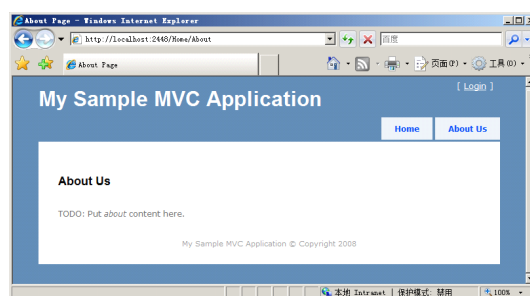 About Page - Windows Internet Explorer
http://localhost:2448/Home/About
百度
About Page
页面(P)
工具(O)
[ Login ]
My Sample MVC Application
Home
About Us
About Us
TODO: Put about content here.
My Sample MVC Application © Copyright 2008
本地 Intranet | 保护模式: 禁用
100%